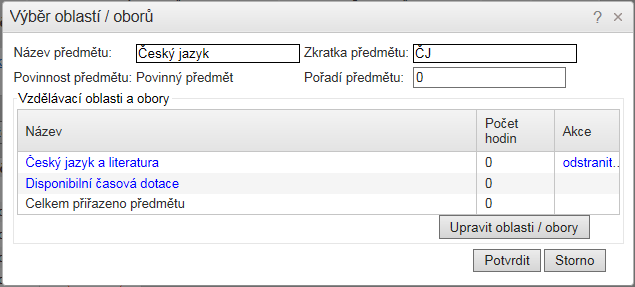 Výběr oblastí / oborů ? ×
Název předmětu: Český jazyk Zkratka předmětu: ČJ
Povinnost předmětu: Povinný předmět Pořadí předmětu: 0
Vzdělávací oblasti a obory
Název Počet hodin Akce
Český jazyk a literatura 0 odstranit..
Disponibilní časová dotace 0
Celkem přiřazeno předmětu 0
Upravit oblasti / obory
Potvrdit Storno